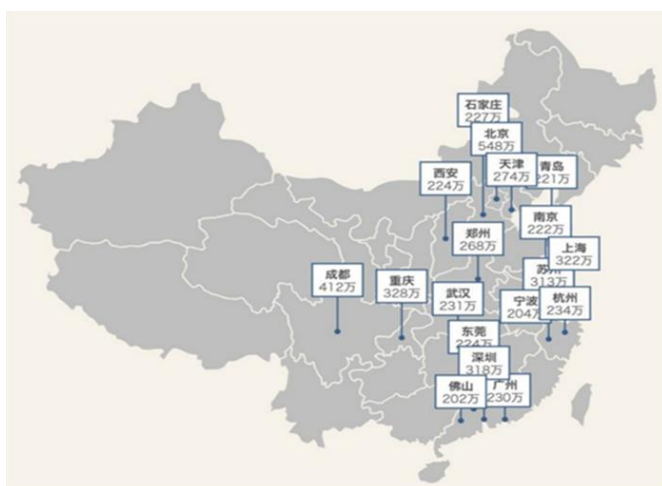 石家庄
227万
北京
548万
天津
274万
青岛
221万
西安
224万
南京
222万
郑州
268万
上海
322万
苏州
313万
成都
412万
重庆
328万
武汉
231万
宁波
204万
杭州
234万
东莞
224万
深圳
318万
佛山
202万
广州
230万